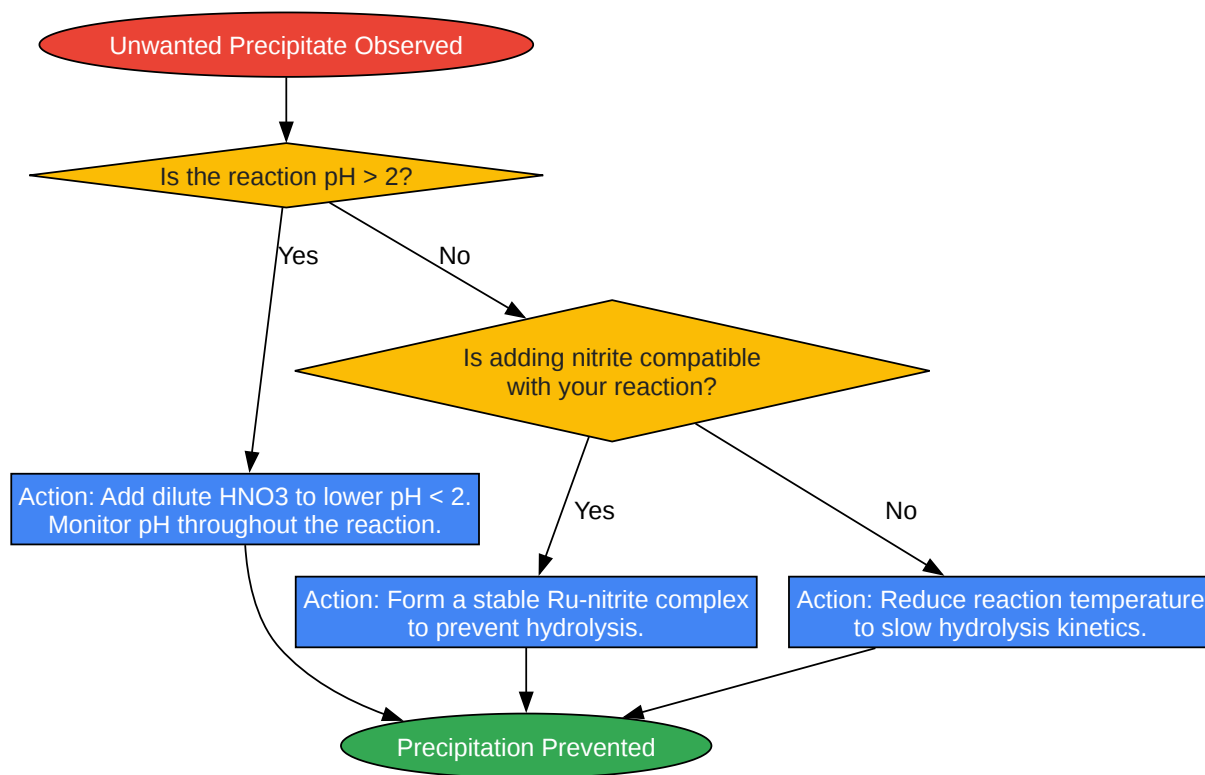 Unwanted Precipitate Observed
Is the reaction pH > 2?
Yes
No
Is adding nitrite compatible
with your reaction?
Action: Add dilute HNO3 to lower pH < 2.
Monitor pH throughout the reaction.
Yes
No
Action: Form a stable Ru-nitrite complex
to prevent hydrolysis.
Action: Reduce reaction temperature
to slow hydrolysis kinetics.
Precipitation Prevented